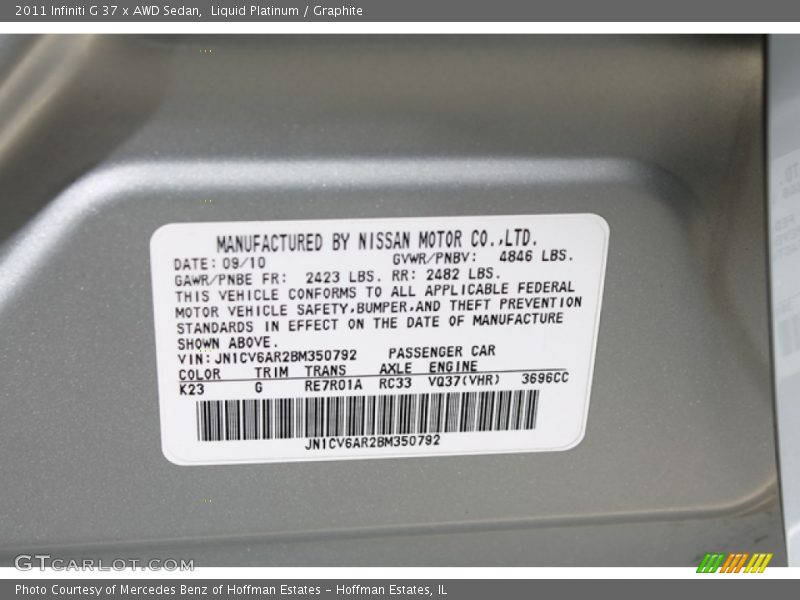 2011 Infiniti G 37 x AWD Sedan,  Liquid Platinum / Graphite
MANUFACTURED BY NISSAN MOTOR CO.,LTD.
DATE: 09/10 GVWR/PNBV: 4846 LBS.
GAWR/PNBE FR: 2423 LBS. RR: 2482 LBS.
THIS VEHICLE CONFORMS TO ALL APPLICABLE FEDERAL
MOTOR VEHICLE SAFETY,BUMPER,AND THEFT PREVENTION
STANDARDS IN EFFECT ON THE DATE OF MANUFACTURE
SHOWN ABOVE.
VIN: JN1CV6AR2BM350792 PASSENGER CAR
COLOR TRIM TRANS AXLE ENGINE
K23 G RE7R01A RC33 VQ37(VHR) 3696CC
JN1CV6AR2BM350792
GTCARLOT.COM
Photo Courtesy of Mercedes Benz of Hoffman Estates - Hoffman Estates, IL